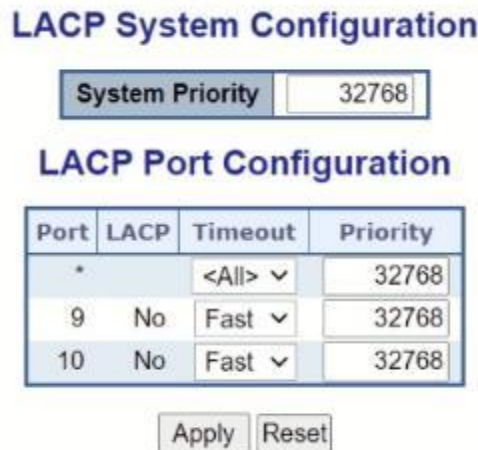 LACP System Configuration
System Priority 32768
LACP Port Configuration
Port LACP Timeout Priority
* <All> 32768
9 No Fast 32768
10 No Fast 32768
Apply Reset